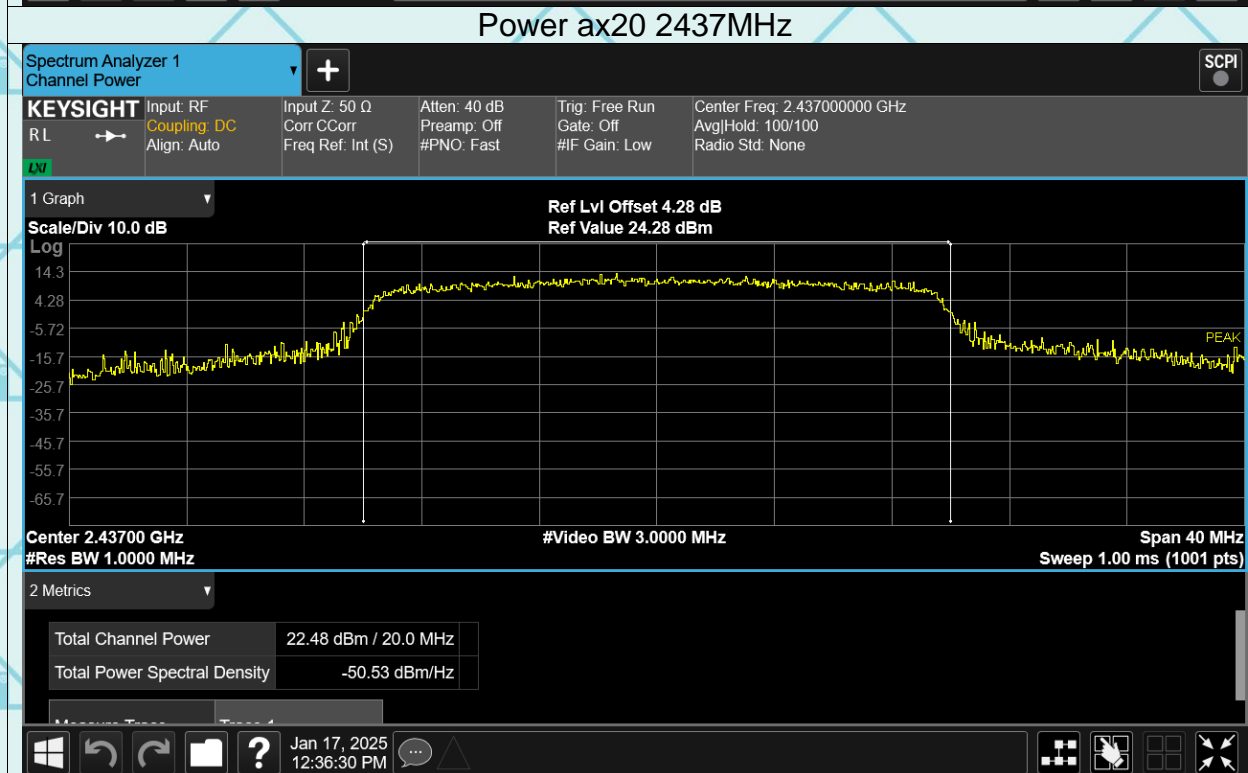 Power ax20 2437MHz
Spectrum Analyzer 1
Channel Power
SCPI
KEYSIGHT
R L
LXI
Input: RF
Coupling: DC
Align: Auto
Input Z: 50 Ω
Corr CCorr
Freq Ref: Int (S)
Atten: 40 dB
Preamp: Off
#PNO: Fast
Trig: Free Run
Gate: Off
#IF Gain: Low
Center Freq: 2.437000000 GHz
Avg|Hold: 100/100
Radio Std: None
1 Graph
Scale/Div 10.0 dB
Ref Lvl Offset 4.28 dB
Ref Value 24.28 dBm
Log
14.3
4.28
-5.72
-15.7
-25.7
-35.7
-45.7
-55.7
-65.7
PEAK
Center 2.43700 GHz
#Res BW 1.0000 MHz
#Video BW 3.0000 MHz
Span 40 MHz
Sweep 1.00 ms (1001 pts)
2 Metrics
Total Channel Power 22.48 dBm / 20.0 MHz
Total Power Spectral Density -50.53 dBm/Hz
Measure Trace Trace 1
Jan 17, 2025
12:36:30 PM